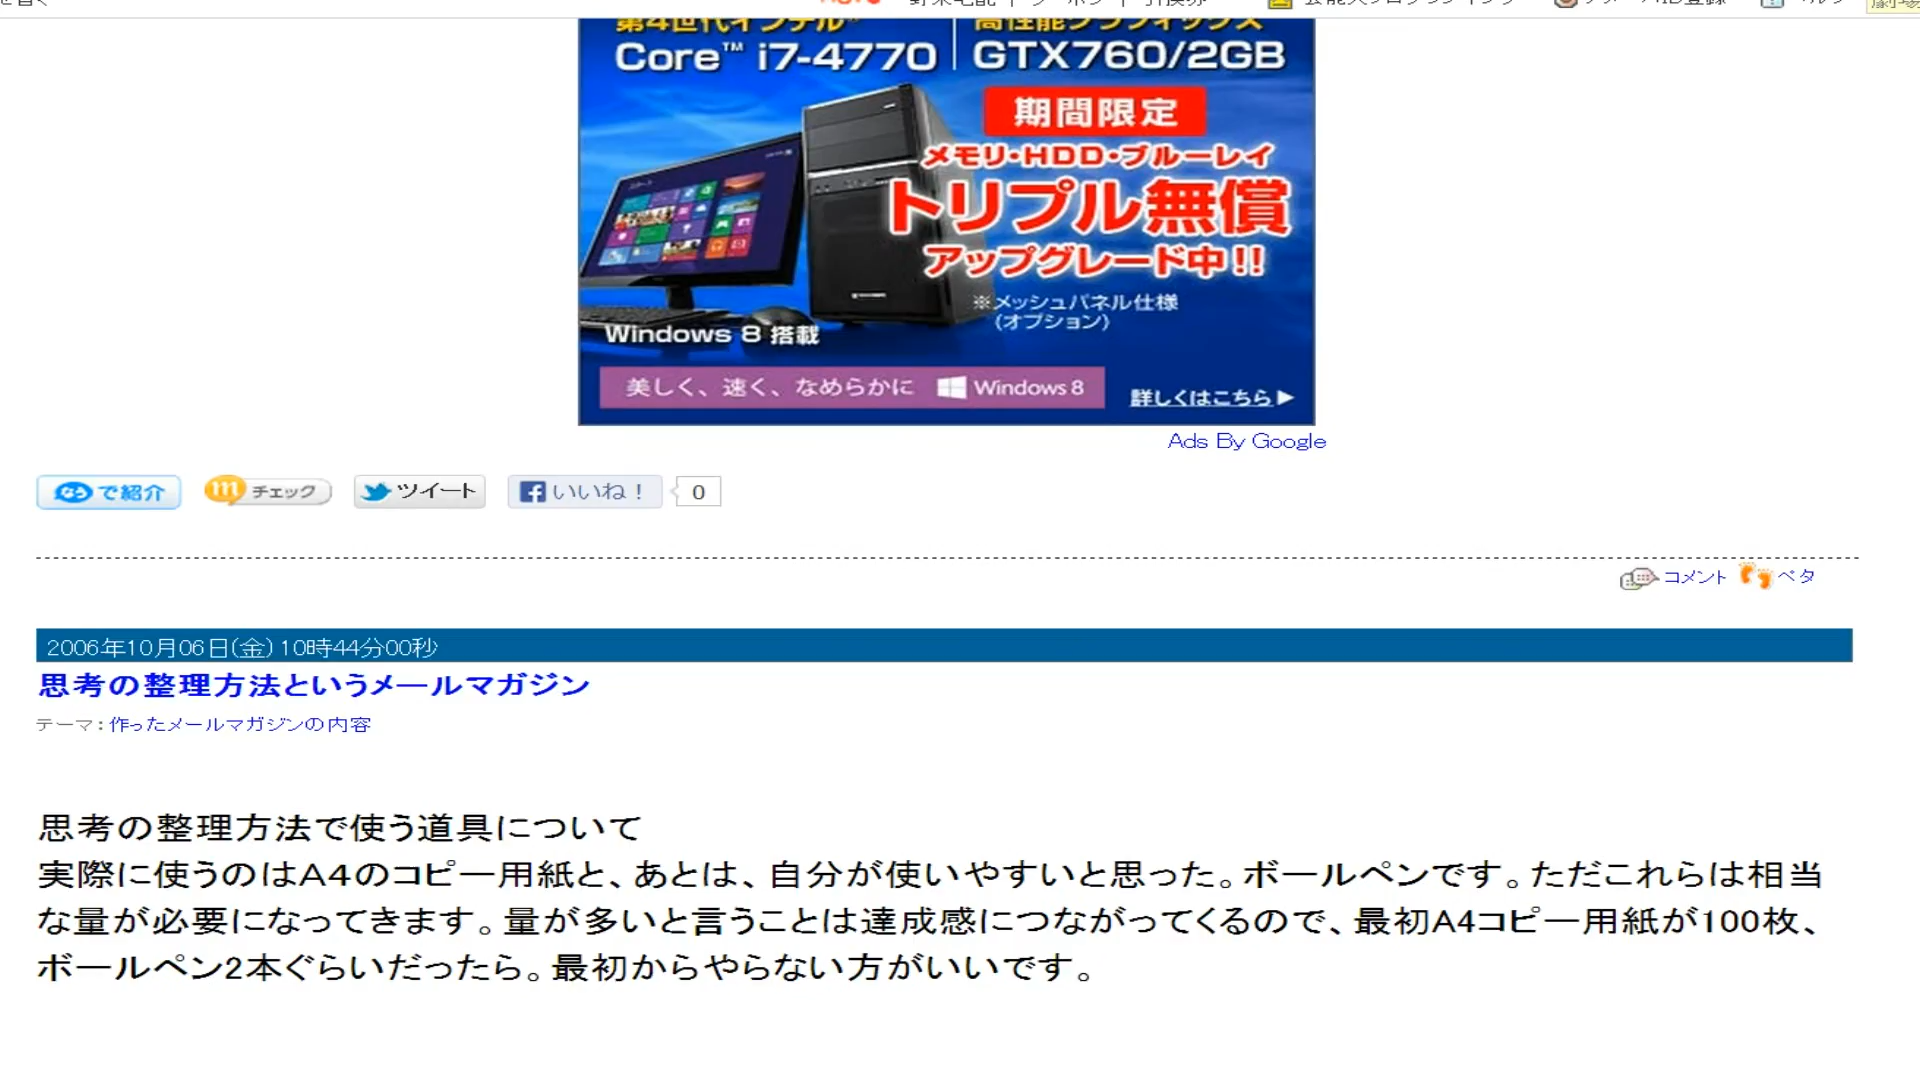 第4世代インテル® 高性能グラフィックス
Core™ i7-4770 GTX760/2GB
期間限定
メモリ・HDD・ブルーレイ
トリプル無償
アップグレード中!!
※メッシュパネル仕様
(オプション)
Windows 8 搭載
美しく、速く、なめらかに Windows 8 詳しくはこちら▶
Ads By Google
で紹介 チェック ツイート いいね！ 0
コメント ペタ
2006年10月06日(金) 10時44分00秒
思考の整理方法というメールマガジン
テーマ：作ったメールマガジンの内容
思考の整理方法で使う道具について
実際に使うのはA4のコピー用紙と、あとは、自分が使いやすいと思った。ボールペンです。ただこれらは相当
な量が必要になってきます。量が多いと言うことは達成感につながってくるので、最初A4コピー用紙が100枚、
ボールペン2本ぐらいだったら。最初からやらない方がいいです。